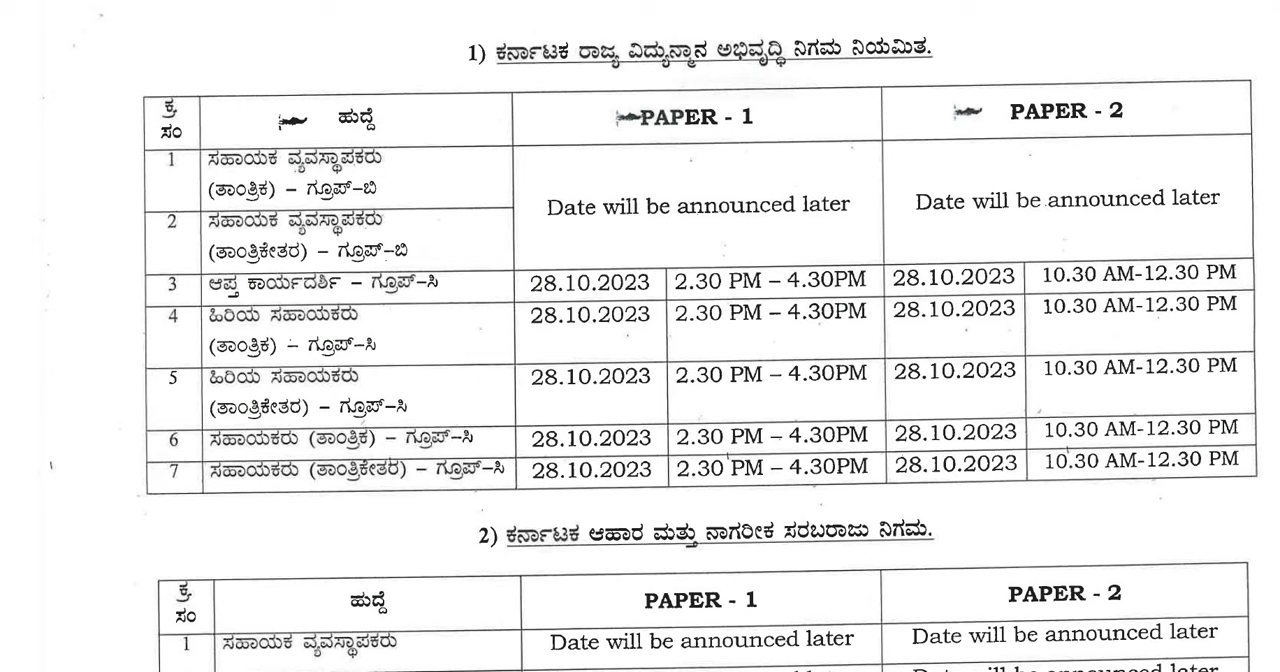 1) ಕರ್ನಾಟಕ ರಾಜ್ಯ ವಿದ್ಯುನ್ಮಾನ ಅಭಿವೃದ್ಧಿ ನಿಗಮ ನಿಯಮಿತ.
ಕ್ರ ಸಂ ಹುದ್ದೆ PAPER - 1 PAPER - 2
1 ಸಹಾಯಕ ವ್ಯವಸ್ಥಾಪಕರು
(ತಾಂತ್ರಿಕ) – ಗ್ರೂಪ್-ಬಿ
Date will be announced later Date will be announced later
2 ಸಹಾಯಕ ವ್ಯವಸ್ಥಾಪಕರು
(ತಾಂತ್ರಿಕೇತರ) – ಗ್ರೂಪ್-ಬಿ
3 ಆಪ್ತ ಕಾರ್ಯದರ್ಶಿ – ಗ್ರೂಪ್-ಸಿ 28.10.2023 2.30 PM – 4.30PM 28.10.2023 10.30 AM-12.30 PM
4 ಹಿರಿಯ ಸಹಾಯಕರು 28.10.2023 2.30 PM – 4.30PM 28.10.2023 10.30 AM-12.30 PM
(ತಾಂತ್ರಿಕ) – ಗ್ರೂಪ್-ಸಿ
5 ಹಿರಿಯ ಸಹಾಯಕರು 28.10.2023 2.30 PM – 4.30PM 28.10.2023 10.30 AM-12.30 PM
(ತಾಂತ್ರಿಕೇತರ) – ಗ್ರೂಪ್-ಸಿ
6 ಸಹಾಯಕರು (ತಾಂತ್ರಿಕ) – ಗ್ರೂಪ್-ಸಿ 28.10.2023 2.30 PM – 4.30PM 28.10.2023 10.30 AM-12.30 PM
7 ಸಹಾಯಕರು (ತಾಂತ್ರಿಕೇತರ) – ಗ್ರೂಪ್-ಸಿ 28.10.2023 2.30 PM – 4.30PM 28.10.2023 10.30 AM-12.30 PM
2) ಕರ್ನಾಟಕ ಆಹಾರ ಮತ್ತು ನಾಗರೀಕ ಸರಬರಾಜು ನಿಗಮ.
ಕ್ರ ಸಂ ಹುದ್ದೆ PAPER - 1 PAPER - 2
1 ಸಹಾಯಕ ವ್ಯವಸ್ಥಾಪಕರು Date will be announced later Date will be announced later